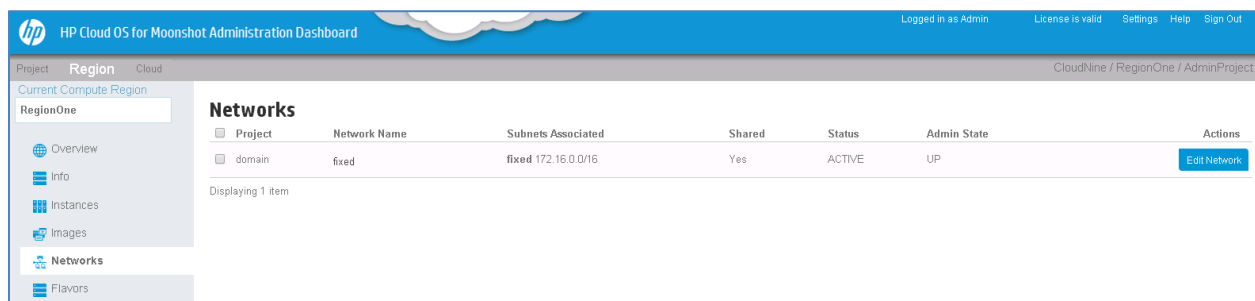 hp HP Cloud OS for Moonshot Administration Dashboard Logged in as Admin License is valid Settings Help Sign Out
Project Region Cloud CloudNine / RegionOne / AdminProject
Current Compute Region
RegionOne
Networks
Project Network Name Subnets Associated Shared Status Admin State Actions
domain fixed fixed 172.16.0.0/16 Yes ACTIVE UP Edit Network
Displaying 1 item
Overview
Info
Instances
Images
Networks
Flavors